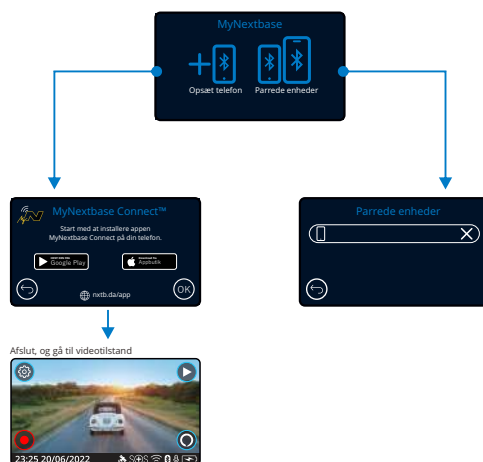 MyNextbase
Opsæt telefon
Parrede enheder
MyNextbase Connect™
Start med at installere appen
MyNextbase Connect på din telefon.
Google Play
Appbutik
nxtb.da/app
OK
Parrede enheder
Afslut, og gå til videotilstand
23:25 20/06/2022